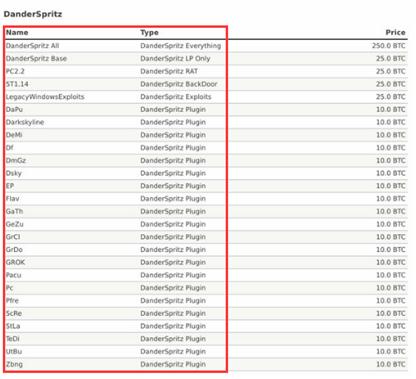 DanderSpritz
Name Type Price
DanderSpritz All DanderSpritz Everything 250.0 BTC
DanderSpritz Base DanderSpritz LP Only 25.0 BTC
PC2.2 DanderSpritz RAT 25.0 BTC
ST1.14 DanderSpritz BackDoor 25.0 BTC
LegacyWindowsExploits DanderSpritz Exploits 25.0 BTC
DaPu DanderSpritz Plugin 10.0 BTC
Darkskyline DanderSpritz Plugin 10.0 BTC
DeMi DanderSpritz Plugin 10.0 BTC
Df DanderSpritz Plugin 10.0 BTC
DmGz DanderSpritz Plugin 10.0 BTC
Dsky DanderSpritz Plugin 10.0 BTC
EP DanderSpritz Plugin 10.0 BTC
Flav DanderSpritz Plugin 10.0 BTC
GaTh DanderSpritz Plugin 10.0 BTC
GeZu DanderSpritz Plugin 10.0 BTC
GrCl DanderSpritz Plugin 10.0 BTC
GrDo DanderSpritz Plugin 10.0 BTC
GROK DanderSpritz Plugin 10.0 BTC
Pacu DanderSpritz Plugin 10.0 BTC
Pc DanderSpritz Plugin 10.0 BTC
Pfre DanderSpritz Plugin 10.0 BTC
ScRe DanderSpritz Plugin 10.0 BTC
StLa DanderSpritz Plugin 10.0 BTC
TeDi DanderSpritz Plugin 10.0 BTC
UtBu DanderSpritz Plugin 10.0 BTC
Zbng DanderSpritz Plugin 10.0 BTC